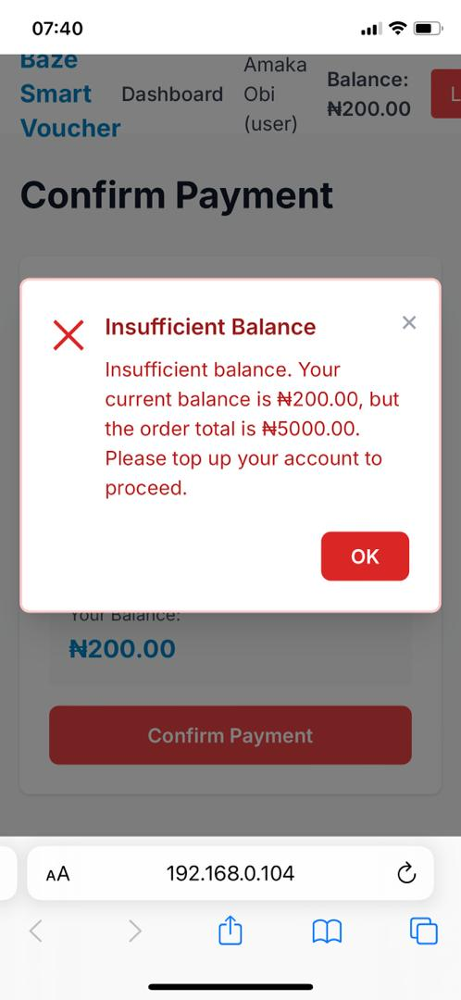 07:40
Baze
Smart
Voucher
Dashboard
Amaka
Obi
(user)
Balance:
₦200.00
L
Confirm Payment
Insufficient Balance
×
Insufficient balance. Your
current balance is ₦200.00, but
the order total is ₦5000.00.
Please top up your account to
proceed.
OK
Your Balance:
₦200.00
Confirm Payment
AA
192.168.0.104